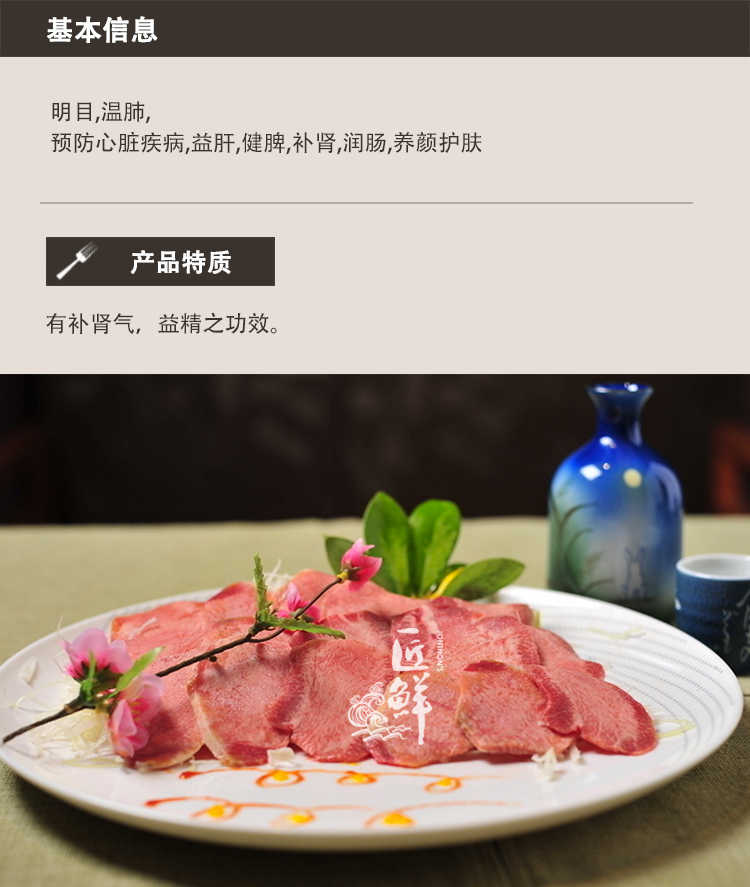 基本信息
明目,温肺,
预防心脏疾病,益肝,健脾,补肾,润肠,养颜护肤
产品特质
有补肾气，益精之功效。
匠鲜